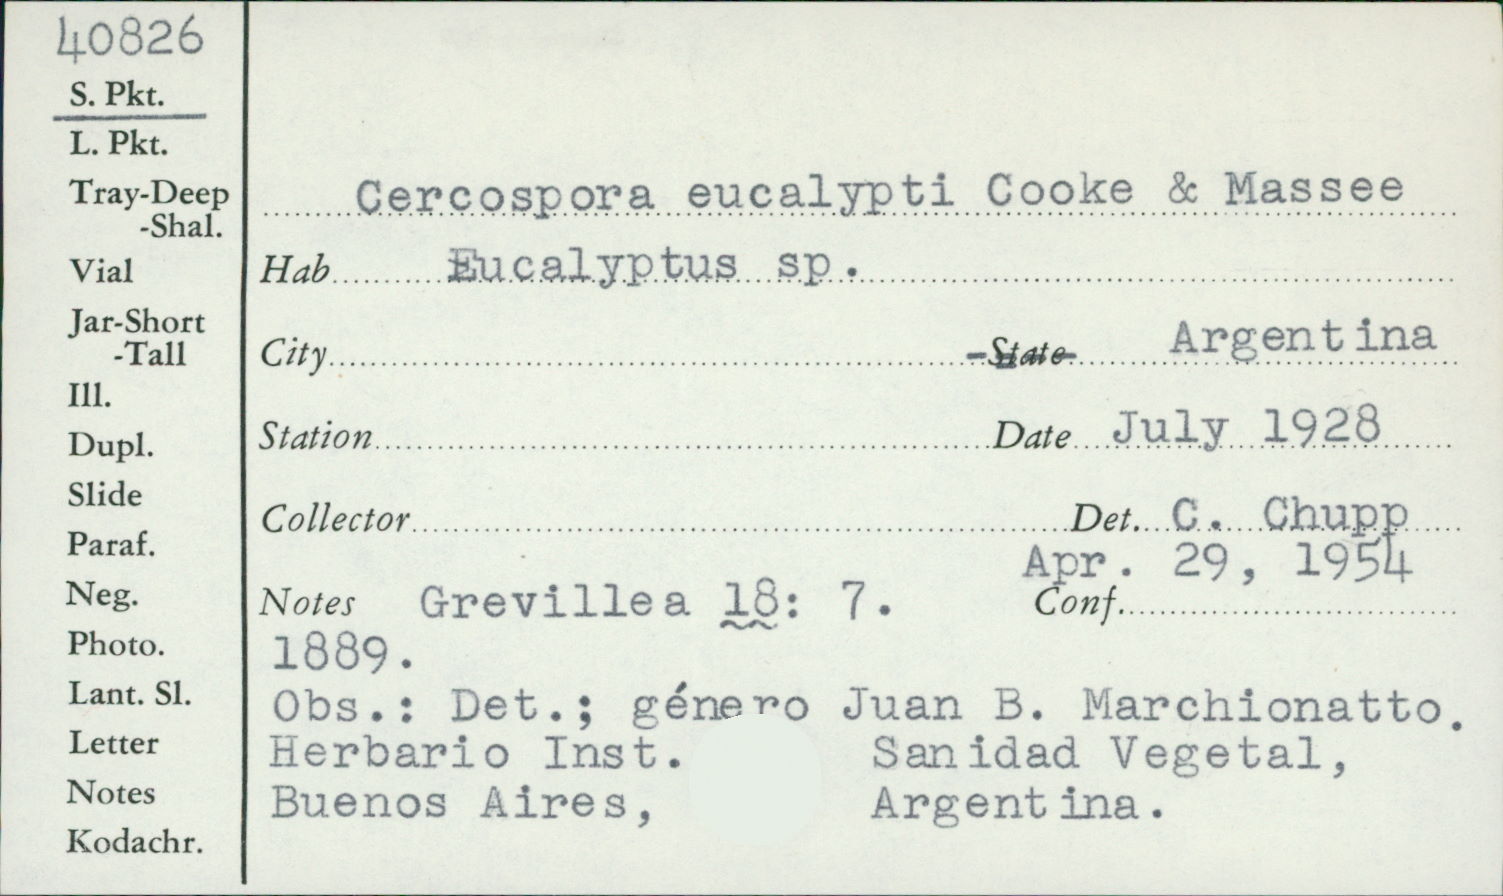 40826
S. Pkt.
L. Pkt.
Tray-Deep
-Shal.
Vial
Jar-Short
-Tall
Ill.
Dupl.
Slide
Paraf.
Neg.
Photo.
Lant. Sl.
Letter
Notes
Kodachr.
Cercospora eucalypti Cooke & Massee
Hab Eucalyptus sp.
City State Argentina
Station Date July 1928
Collector Det. C. Chupp
Apr. 29, 1954
Notes Grevillea 18: 7. Conf.
1889.
Obs.: Det.; género Juan B. Marchionatto.
Herbario Inst. Sanidad Vegetal,
Buenos Aires, Argentina.